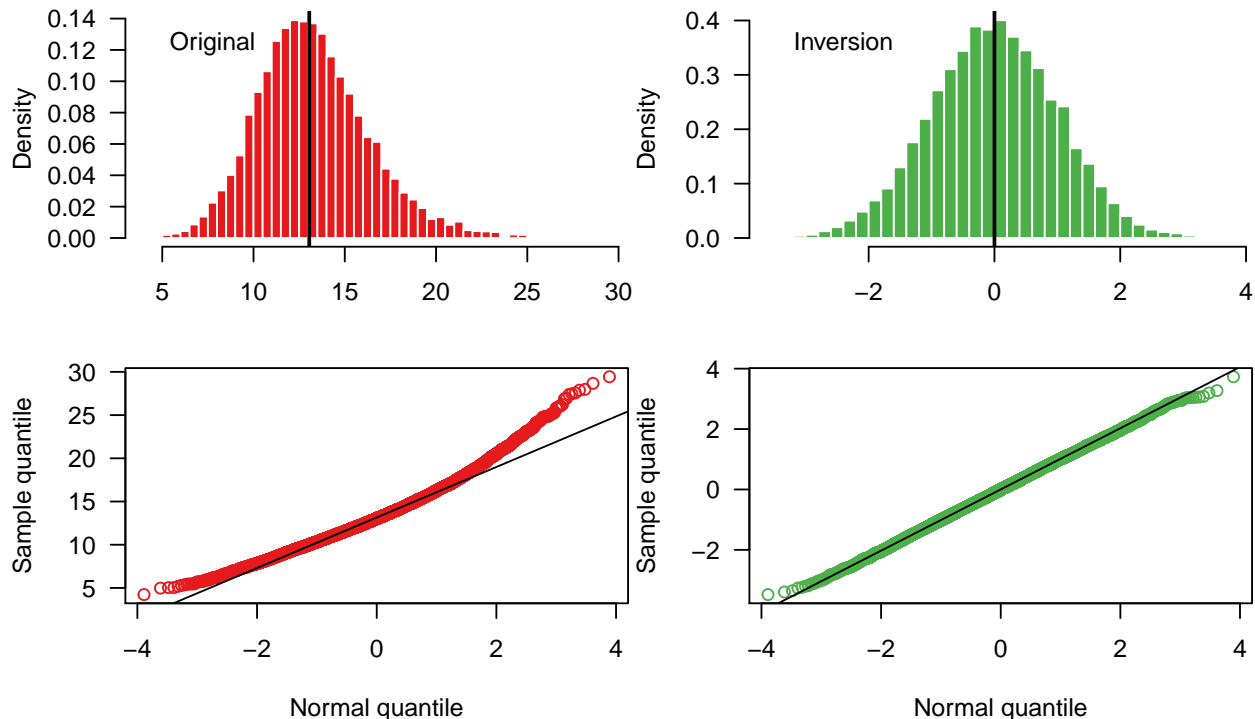 Original
Density
0.14
0.12
0.10
0.08
0.06
0.04
0.02
0.00
5 10 15 20 25 30
Inversion
Density
0.4
0.3
0.2
0.1
0.0
−2 0 2 4
Sample quantile
30
25
20
15
10
5
−4 −2 0 2 4
Normal quantile
Sample quantile
4
2
0
−2
−4 −2 0 2 4
Normal quantile